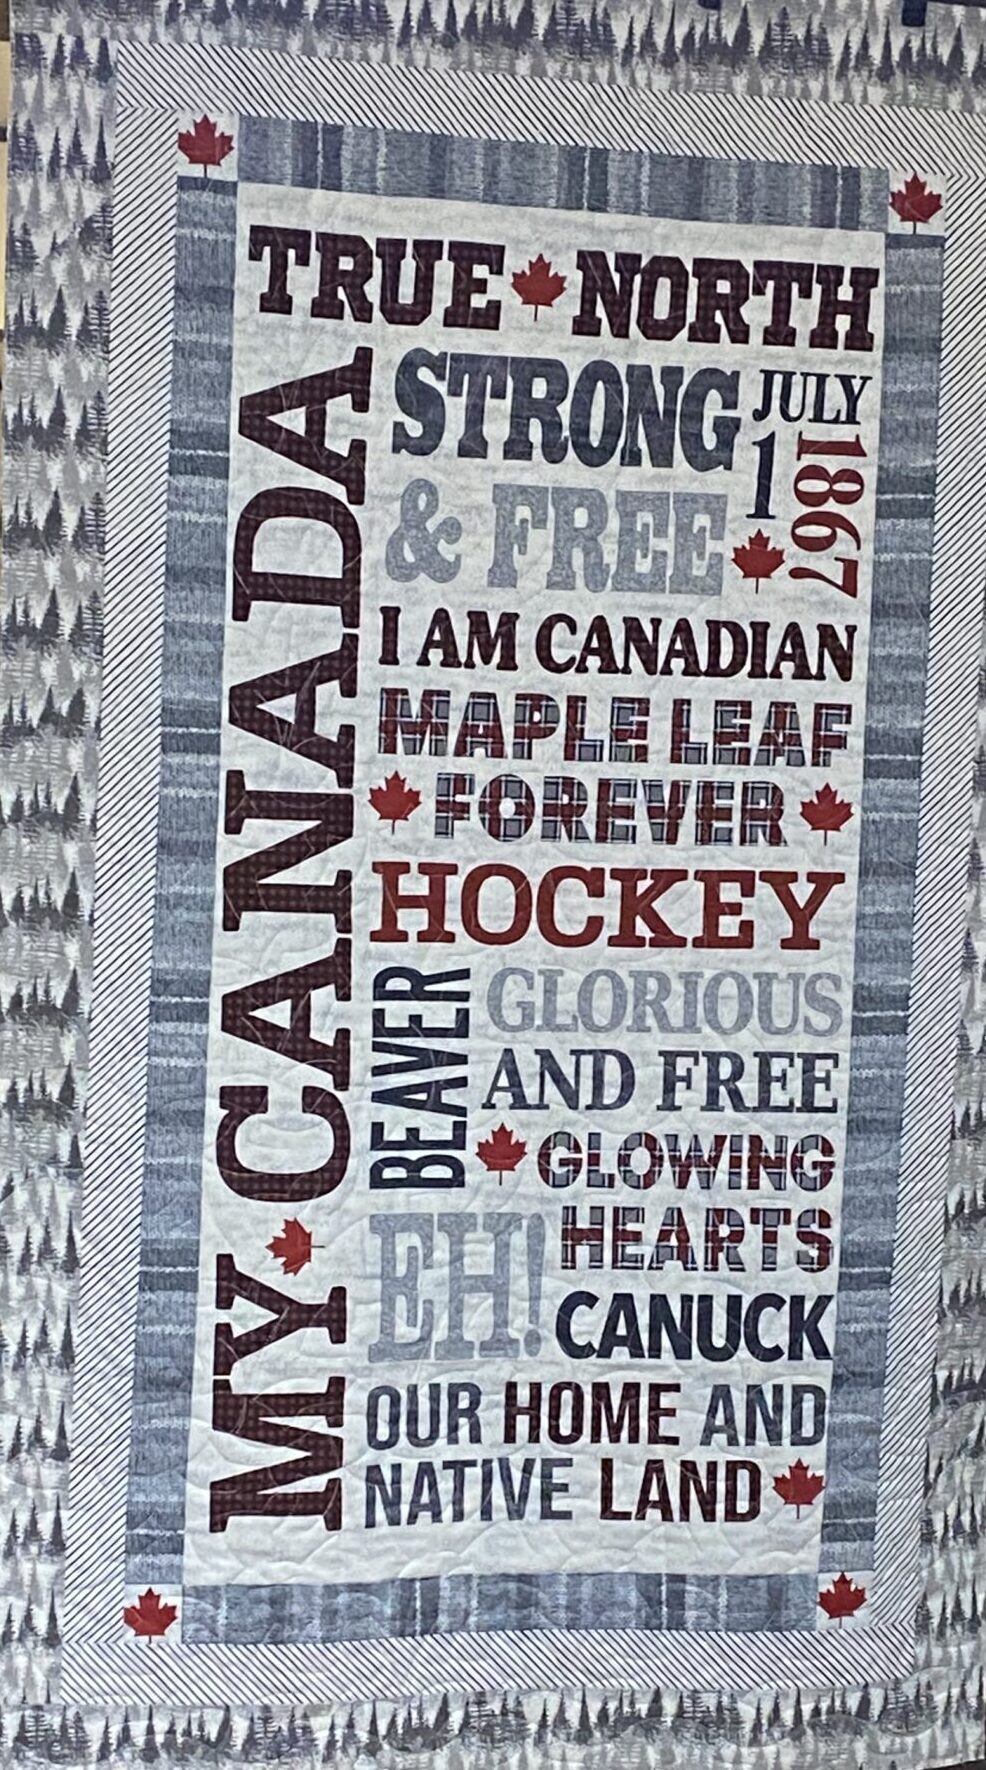 TRUE NORTH
MY CANADA
STRONG
& FREE
JULY
1
1867
I AM CANADIAN
MAPLE LEAF
FOREVER
HOCKEY
BEAVER
GLORIOUS
AND FREE
GLOWING
HEARTS
EH!
CANUCK
OUR HOME AND
NATIVE LAND